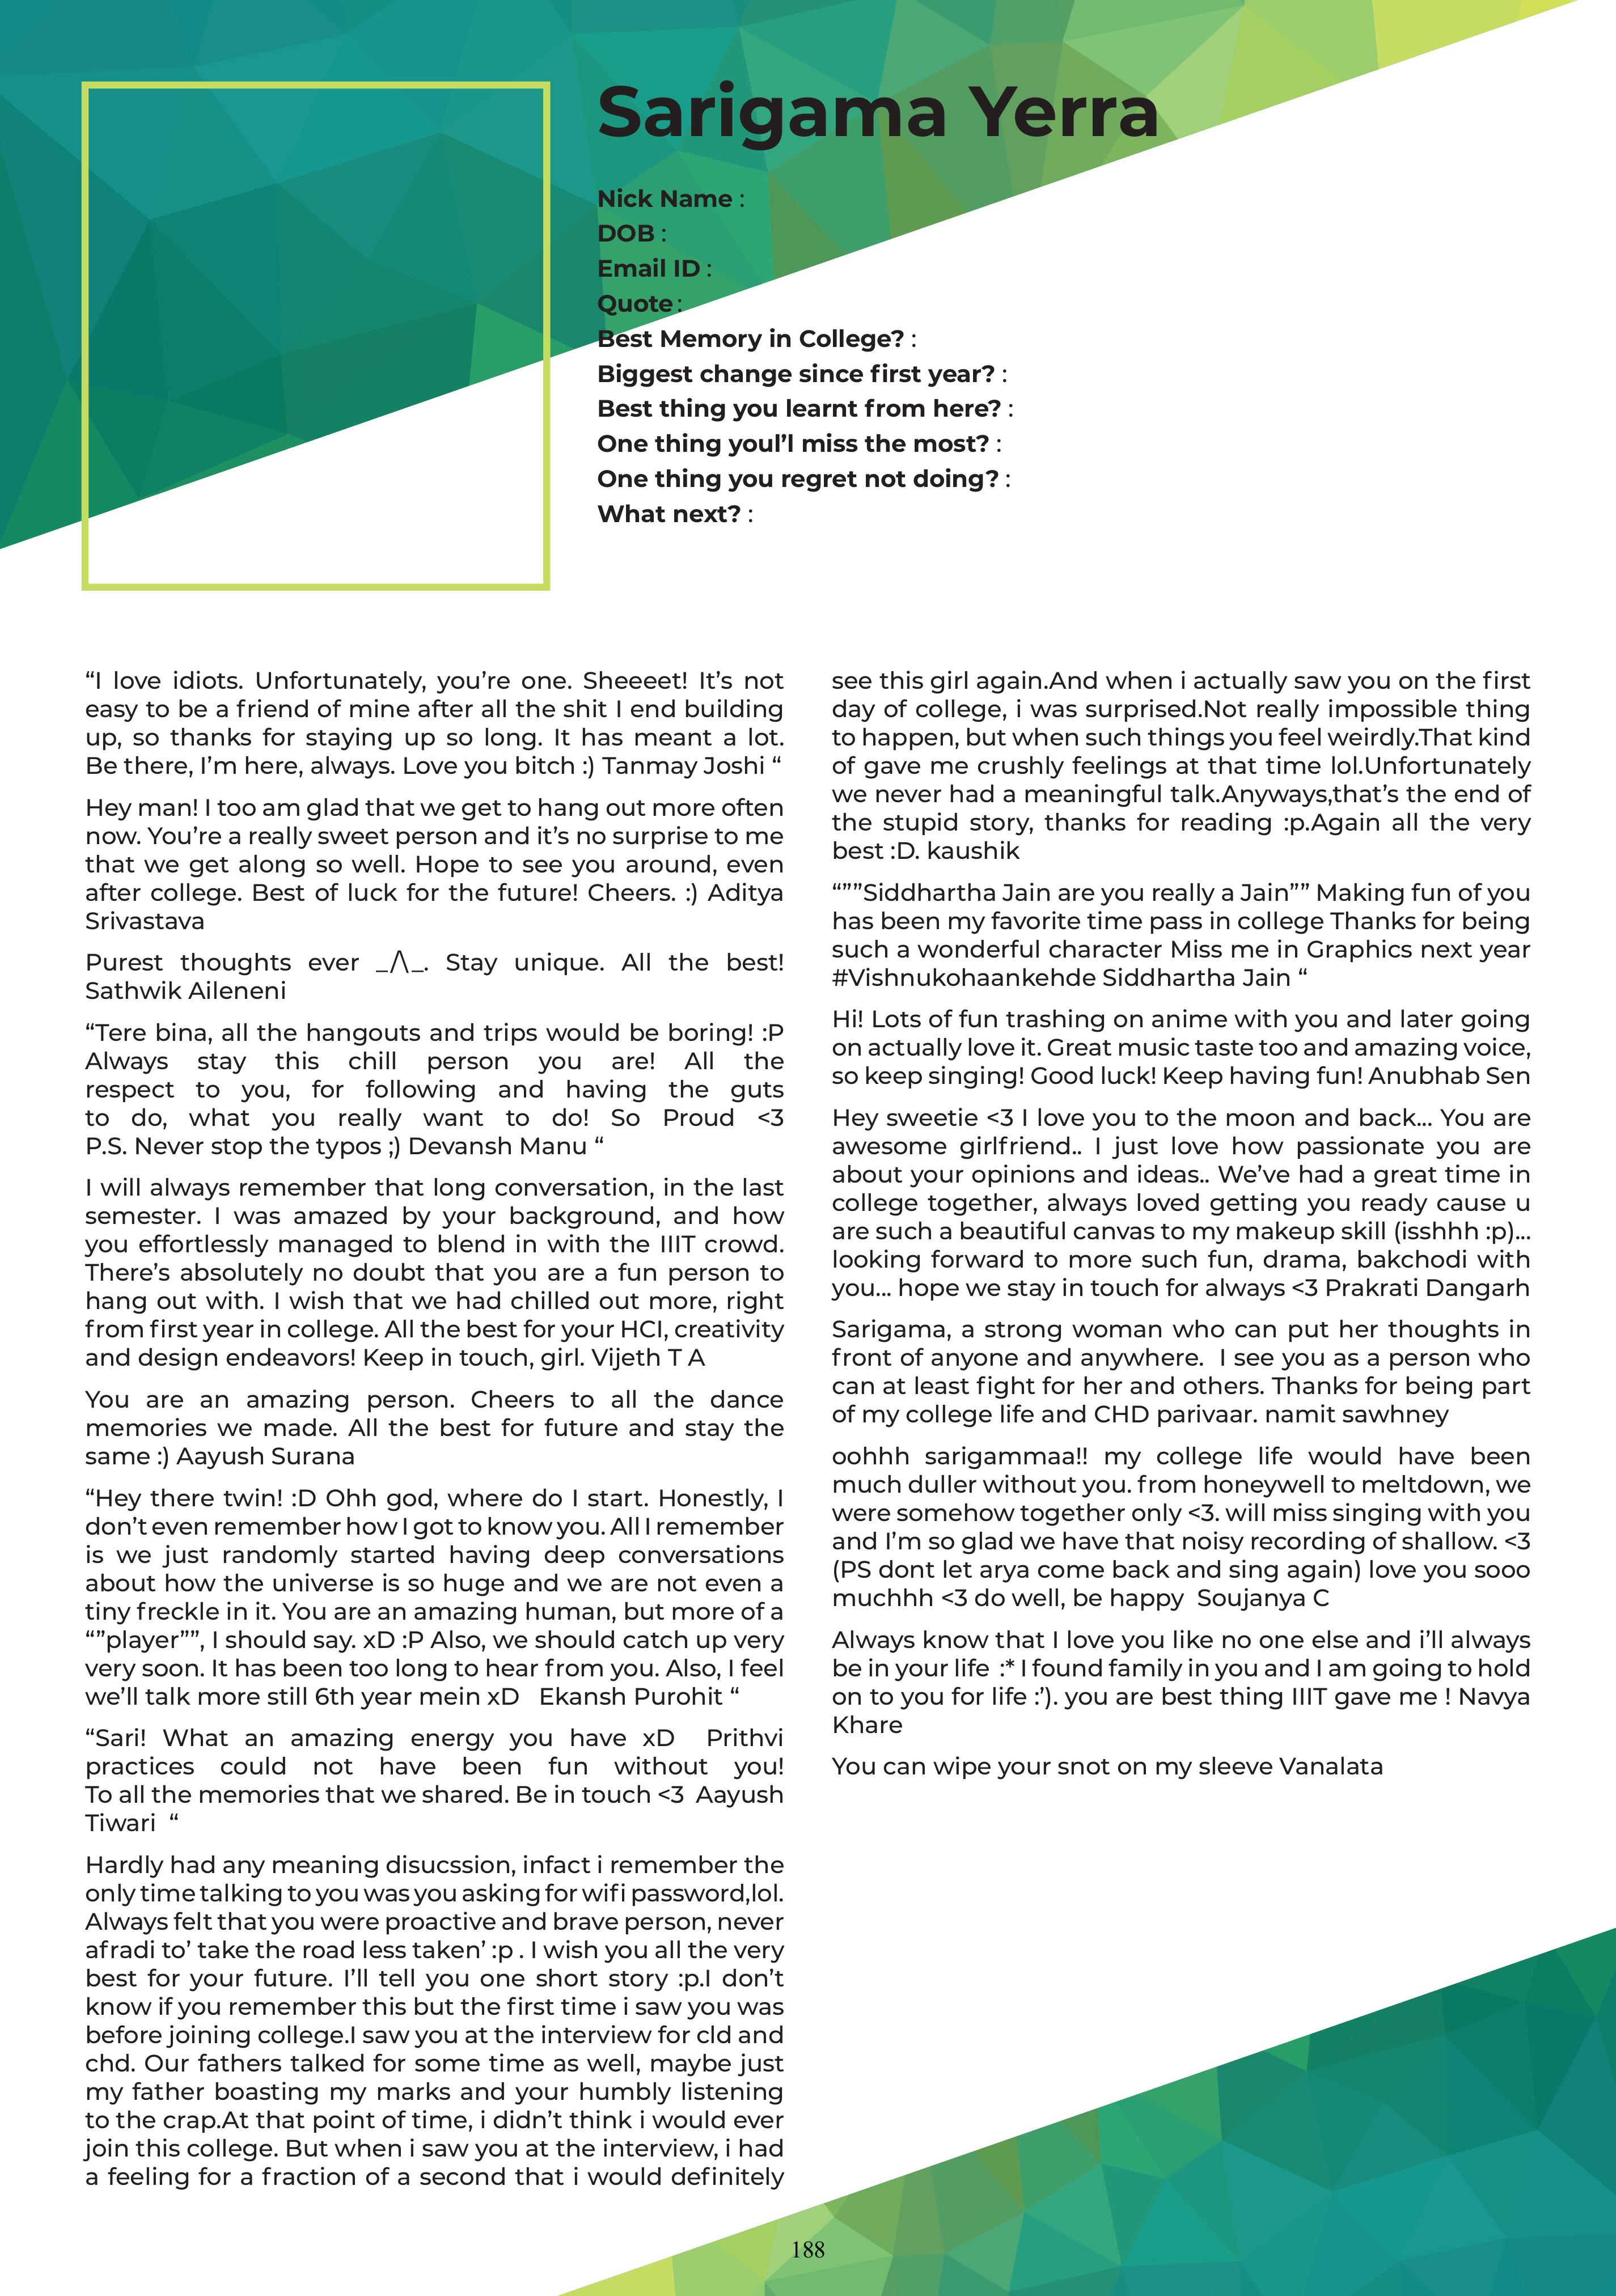 Sarigama Yerra
Nick Name :
DOB :
Email ID :
Quote :
Best Memory in College? :
Biggest change since first year? :
Best thing you learnt from here? :
One thing youl’l miss the most? :
One thing you regret not doing? :
What next? :
“I love idiots. Unfortunately, you’re one. Sheeeet! It’s not
easy to be a friend of mine after all the shit I end building
up, so thanks for staying up so long. It has meant a lot.
Be there, I’m here, always. Love you bitch :) Tanmay Joshi “
Hey man! I too am glad that we get to hang out more often
now. You’re a really sweet person and it’s no surprise to me
that we get along so well. Hope to see you around, even
after college. Best of luck for the future! Cheers. :) Aditya
Srivastava
Purest thoughts ever _/\_. Stay unique. All the best!
Sathwik Aileneni
“Tere bina, all the hangouts and trips would be boring! :P
Always stay this chill person you are! All the
respect to you, for following and having the guts
to do, what you really want to do! So Proud <3
P.S. Never stop the typos ;) Devansh Manu “
I will always remember that long conversation, in the last
semester. I was amazed by your background, and how
you effortlessly managed to blend in with the IIIT crowd.
There’s absolutely no doubt that you are a fun person to
hang out with. I wish that we had chilled out more, right
from first year in college. All the best for your HCI, creativity
and design endeavors! Keep in touch, girl. Vijeth T A
You are an amazing person. Cheers to all the dance
memories we made. All the best for future and stay the
same :) Aayush Surana
“Hey there twin! :D Ohh god, where do I start. Honestly, I
don’t even remember how I got to know you. All I remember
is we just randomly started having deep conversations
about how the universe is so huge and we are not even a
tiny freckle in it. You are an amazing human, but more of a
“”player””, I should say. xD :P Also, we should catch up very
very soon. It has been too long to hear from you. Also, I feel
we’ll talk more still 6th year mein xD Ekansh Purohit “
“Sari! What an amazing energy you have xD Prithvi
practices could not have been fun without you!
To all the memories that we shared. Be in touch <3 Aayush
Tiwari “
Hardly had any meaning disucssion, infact i remember the
only time talking to you was you asking for wifi password,lol.
Always felt that you were proactive and brave person, never
afradi to’ take the road less taken’ :p . I wish you all the very
best for your future. I’ll tell you one short story :p.I don’t
know if you remember this but the first time i saw you was
before joining college.I saw you at the interview for cld and
chd. Our fathers talked for some time as well, maybe just
my father boasting my marks and your humbly listening
to the crap.At that point of time, i didn’t think i would ever
join this college. But when i saw you at the interview, i had
a feeling for a fraction of a second that i would definitely
see this girl again.And when i actually saw you on the first
day of college, i was surprised.Not really impossible thing
to happen, but when such things you feel weirdly.That kind
of gave me crushly feelings at that time lol.Unfortunately
we never had a meaningful talk.Anyways,that’s the end of
the stupid story, thanks for reading :p.Again all the very
best :D. kaushik
“””Siddhartha Jain are you really a Jain”” Making fun of you
has been my favorite time pass in college Thanks for being
such a wonderful character Miss me in Graphics next year
#Vishnukohaankehde Siddhartha Jain “
Hi! Lots of fun trashing on anime with you and later going
on actually love it. Great music taste too and amazing voice,
so keep singing! Good luck! Keep having fun! Anubhab Sen
Hey sweetie <3 I love you to the moon and back... You are
awesome girlfriend.. I just love how passionate you are
about your opinions and ideas.. We’ve had a great time in
college together, always loved getting you ready cause u
are such a beautiful canvas to my makeup skill (isshhh :p)...
looking forward to more such fun, drama, bakchodi with
you... hope we stay in touch for always <3 Prakrati Dangarh
Sarigama, a strong woman who can put her thoughts in
front of anyone and anywhere. I see you as a person who
can at least fight for her and others. Thanks for being part
of my college life and CHD parivaar. namit sawhney
oohhh sarigammaa!! my college life would have been
much duller without you. from honeywell to meltdown, we
were somehow together only <3. will miss singing with you
and I’m so glad we have that noisy recording of shallow. <3
(PS dont let arya come back and sing again) love you sooo
muchhh <3 do well, be happy Soujanya C
Always know that I love you like no one else and i’ll always
be in your life :* I found family in you and I am going to hold
on to you for life :’). you are best thing IIIT gave me ! Navya
Khare
You can wipe your snot on my sleeve Vanalata
188